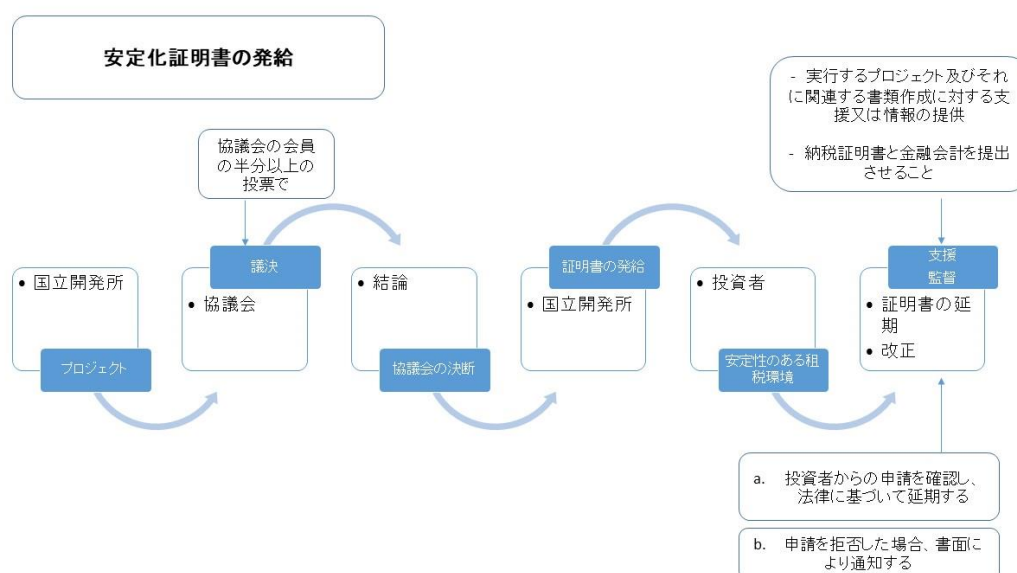 安定化証明書の発給
協議会の会員
の半分以上の
投票で
- 実行するプロジェクト及びそれ
に関連する書類作成に対する支
援又は情報の提供
- 納税証明書と金融会計を提出
させること
• 国立開発所
プロジェクト
議決
• 協議会
• 結論
協議会の決断
証明書の発給
• 国立開発所
• 投資者
安定性のある租
税環境
支援
監督
• 証明書の延
期
• 改正
a. 投資者からの申請を確認し、
法律に基づいて延期する
b. 申請を拒否した場合、書面に
より通知する